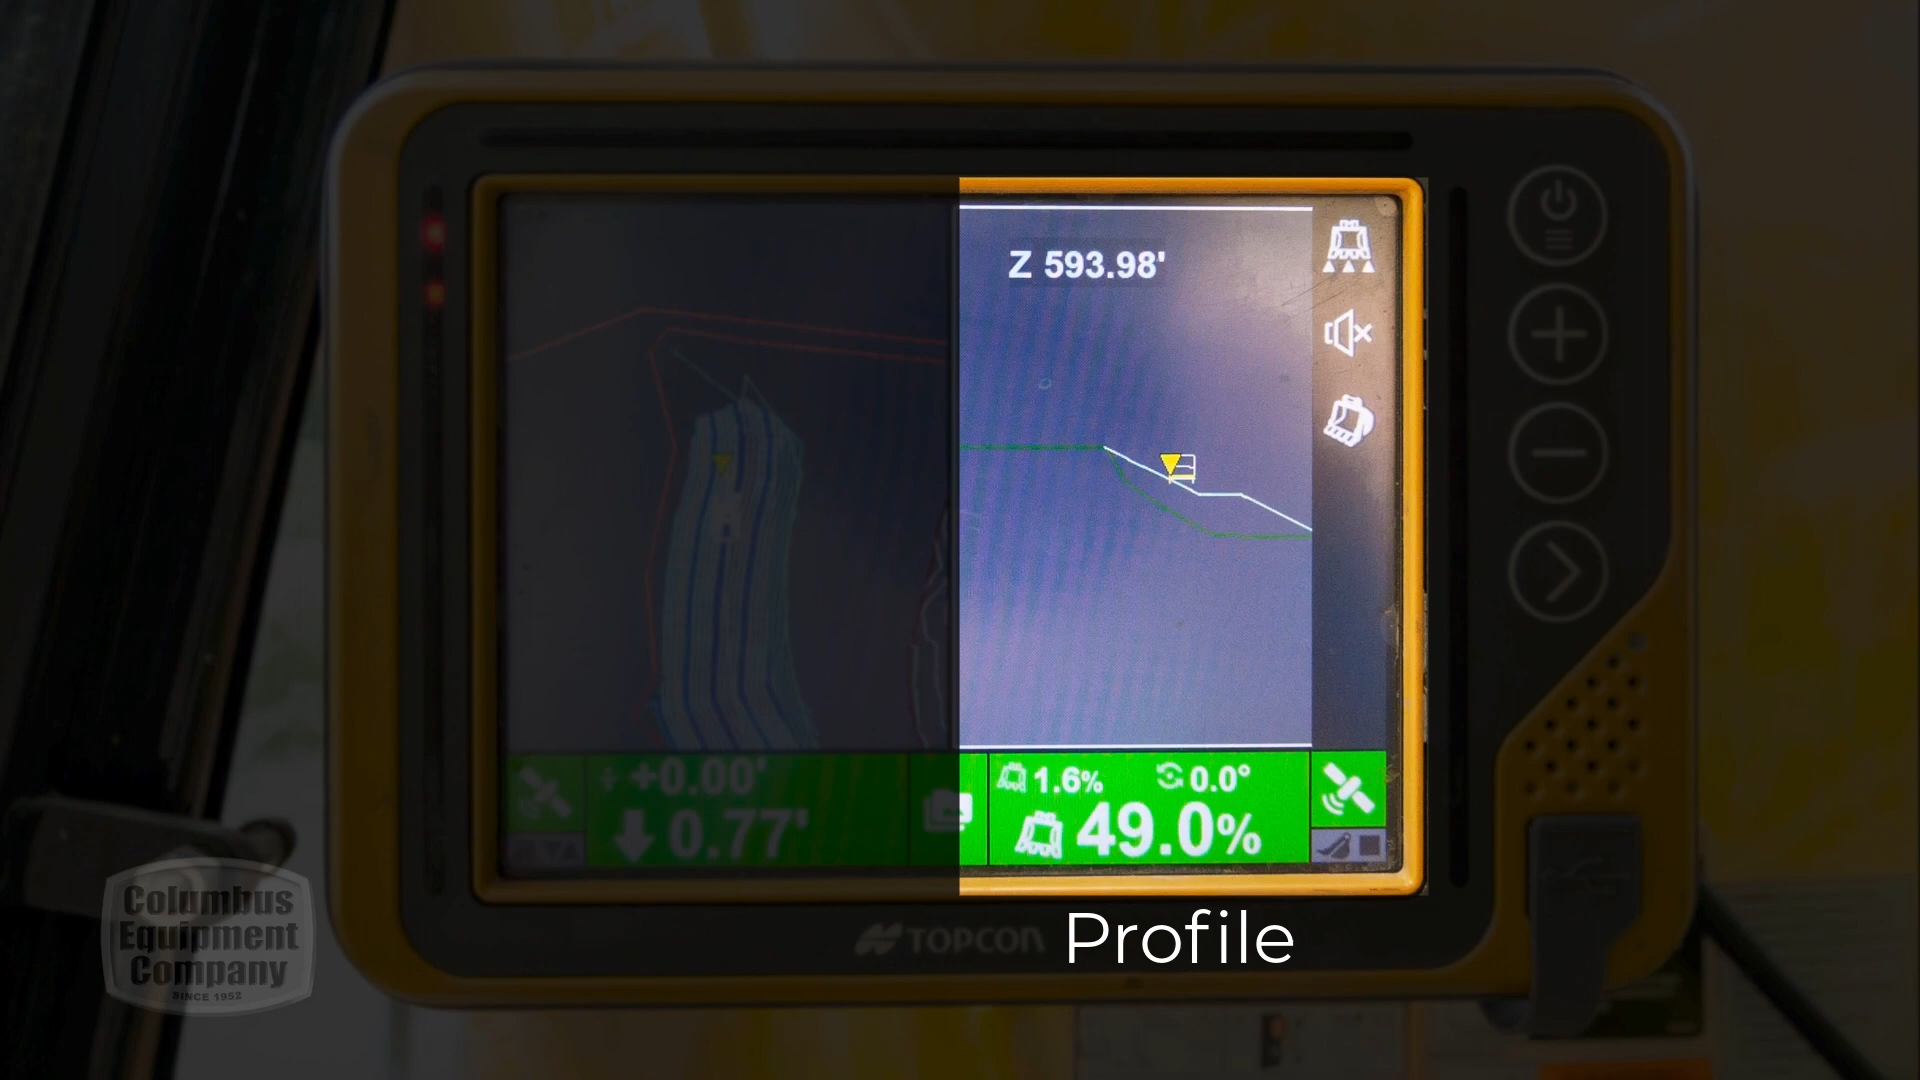 Z 593.98'
+0.00'
0.77'
1.6% 0.0°
49.0%
TOPCON
Profile
Columbus
Equipment
Company
SINCE 1952